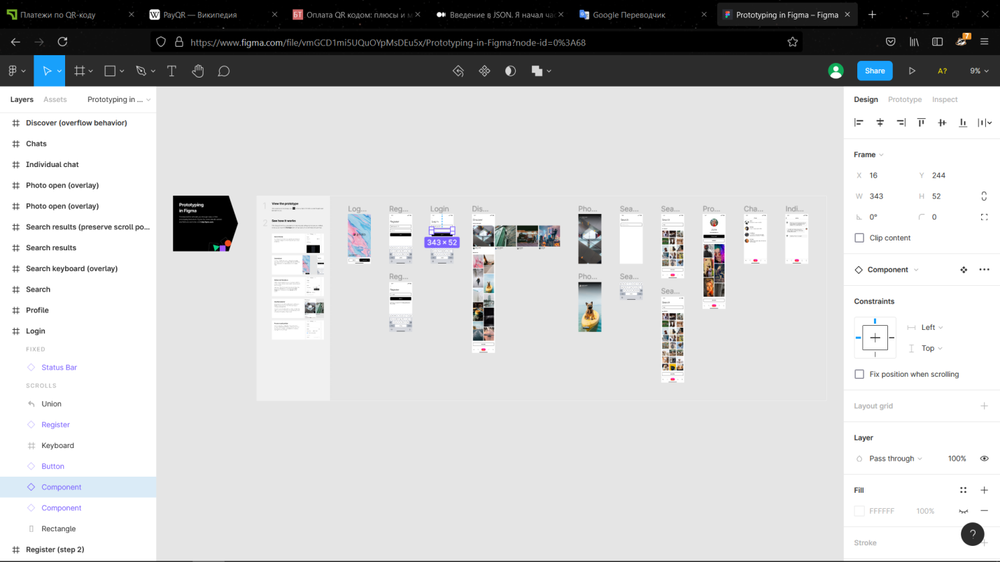 Платежи по QR-коду
PayQR — Википедия
БТ Оплата QR кодом: плюсы и м
Введение в JSON. Я начал час
Google Переводчик
Prototyping in Figma – Figma
https://www.figma.com/file/vmGCD1mi5UQuOYpMsDEu5x/Prototyping-in-Figma?node-id=0%3A68
7
Share
A?
9%
Layers
Assets
Prototyping in ...
Discover (overflow behavior)
Chats
Individual chat
Photo open (overlay)
Photo open (overlay)
Search results (preserve scroll po...
Search results
Search keyboard (overlay)
Search
Profile
Login
FIXED
Status Bar
SCROLLS
Union
Register
Keyboard
Button
Component
Component
Rectangle
Register (step 2)
Prototyping
in Figma
1 View the prototype
2 See how it works
Log...
Reg...
Login
Dis...
Pho...
Sea...
Sea...
Pro...
Cha...
Indi...
343 × 52
Reg...
Pho...
Sea...
Sea...
Design
Prototype
Inspect
Frame
X 16
Y 244
W 343
H 52
0°
0
Clip content
Component
Constraints
Left
Top
Fix position when scrolling
Layout grid
Layer
Pass through
100%
Fill
FFFFFF
100%
?
Stroke